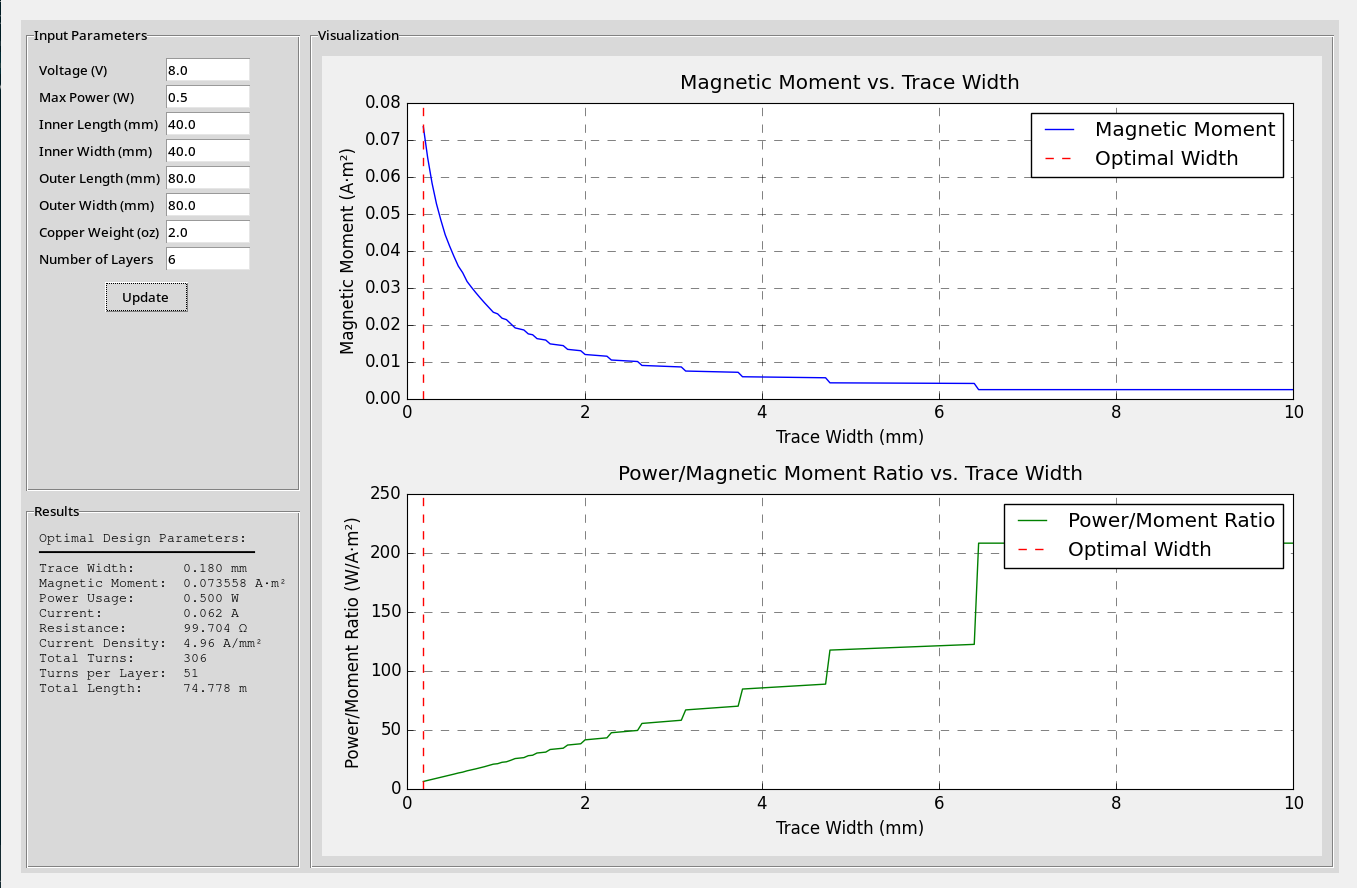 Input Parameters
Voltage (V) 8.0
Max Power (W) 0.5
Inner Length (mm) 40.0
Inner Width (mm) 40.0
Outer Length (mm) 80.0
Outer Width (mm) 80.0
Copper Weight (oz) 2.0
Number of Layers 6
Update
Results
Optimal Design Parameters:
Trace Width: 0.180 mm
Magnetic Moment: 0.073558 A·m²
Power Usage: 0.500 W
Current: 0.062 A
Resistance: 99.704 Ω
Current Density: 4.96 A/mm²
Total Turns: 306
Turns per Layer: 51
Total Length: 74.778 m
Visualization
Magnetic Moment vs. Trace Width
Magnetic Moment (A·m²)
0.08
0.07
0.06
0.05
0.04
0.03
0.02
0.01
0.00
Magnetic Moment
Optimal Width
0 2 4 6 8 10
Trace Width (mm)
Power/Magnetic Moment Ratio vs. Trace Width
Power/Moment Ratio (W/A·m²)
250
200
150
100
50
0
Power/Moment Ratio
Optimal Width
0 2 4 6 8 10
Trace Width (mm)